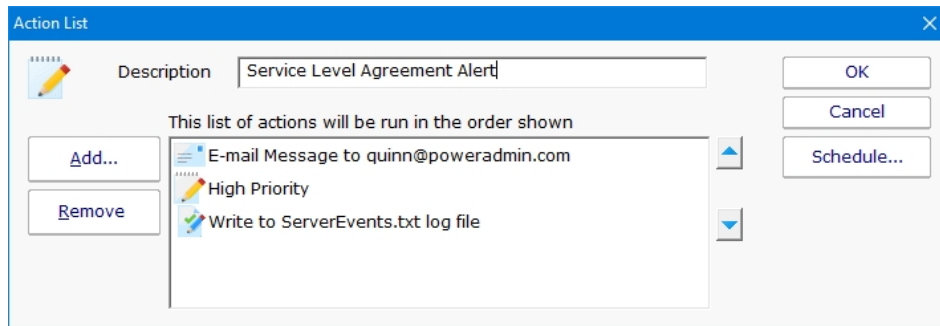 Action List
Description Service Level Agreement Alert
OK
Cancel
Schedule...
This list of actions will be run in the order shown
Add...
Remove
E-mail Message to quinn@poweradmin.com
High Priority
Write to ServerEvents.txt log file